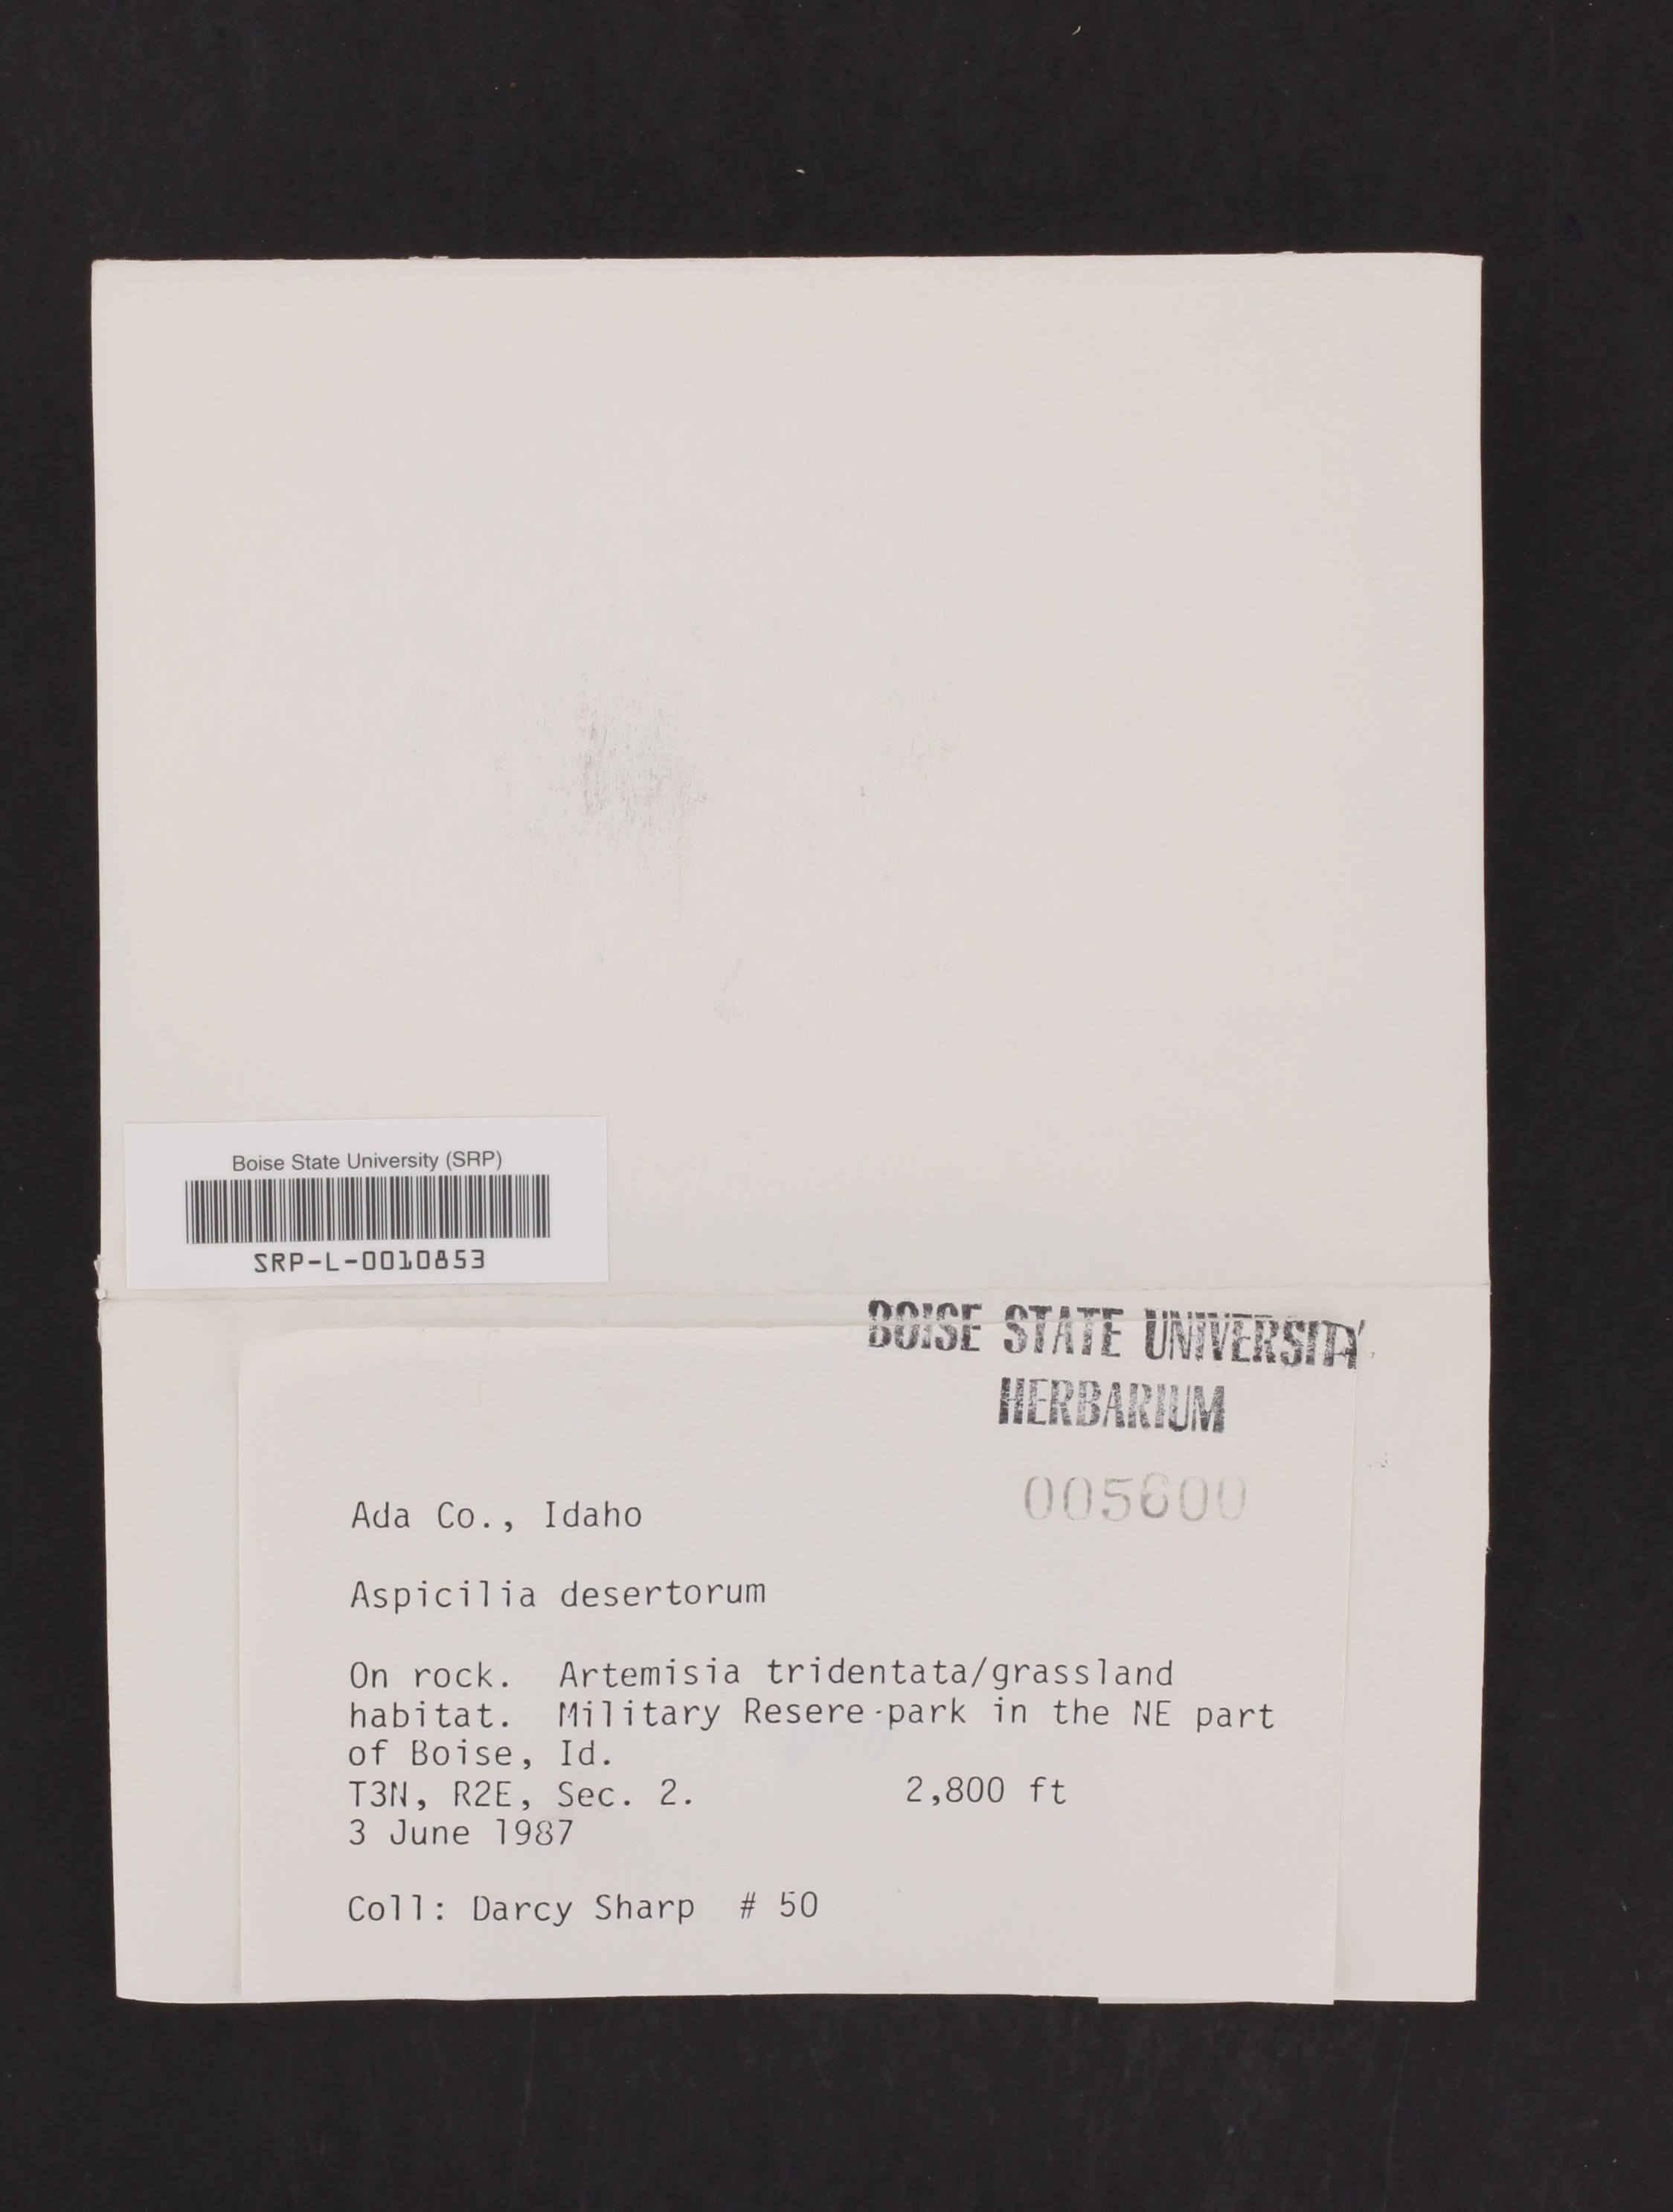 Boise State University (SRP)
SRP-L-0010853
BOISE STATE UNIVERSITY
HERBARIUM
005600
Ada Co., Idaho
Aspicilia desertorum
On rock. Artemisia tridentata/grassland
habitat. Military Resere-park in the NE part
of Boise, Id.
T3N, R2E, Sec. 2. 2,800 ft
3 June 1987
Coll: Darcy Sharp # 50